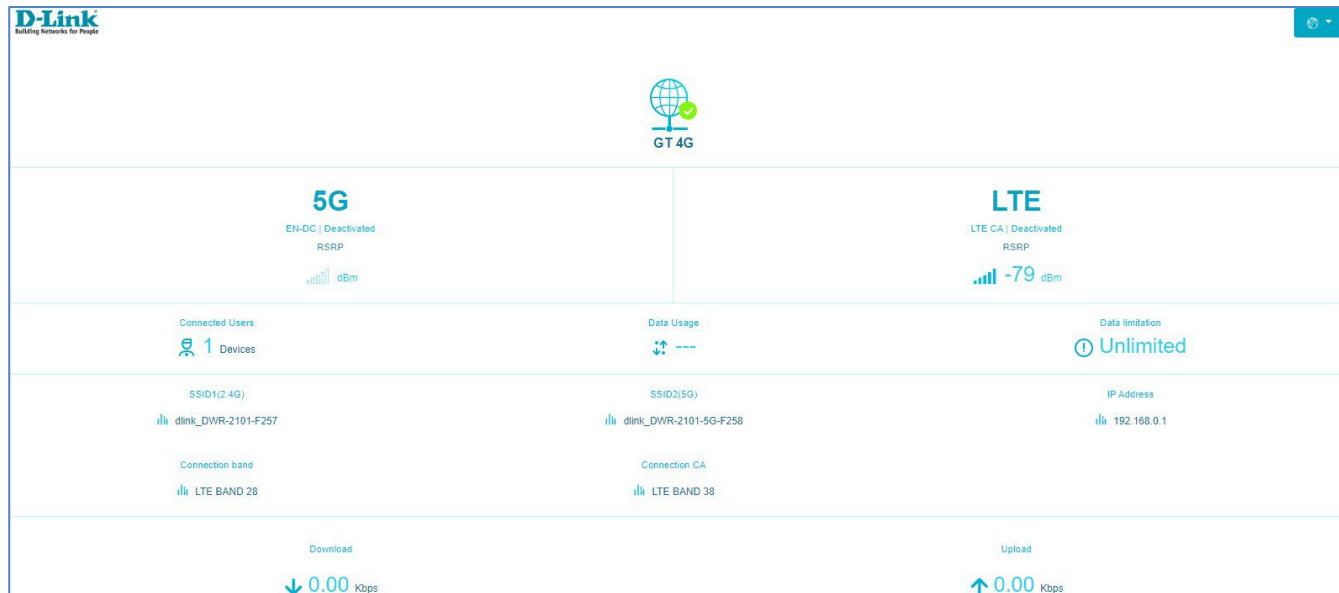 D-Link
Building Networks for People
GT 4G
5G
EN-DC | Deactivated
RSRP
dBm
LTE
LTE CA | Deactivated
RSRP
-79 dBm
Connected Users
1 Devices
Data Usage
---
Data limitation
Unlimited
SSID1(2.4G)
dlink_DWR-2101-F257
SSID2(5G)
dlink_DWR-2101-5G-F258
IP Address
192.168.0.1
Connection band
LTE BAND 28
Connection CA
LTE BAND 38
Download
0.00 Kbps
Upload
0.00 Kbps